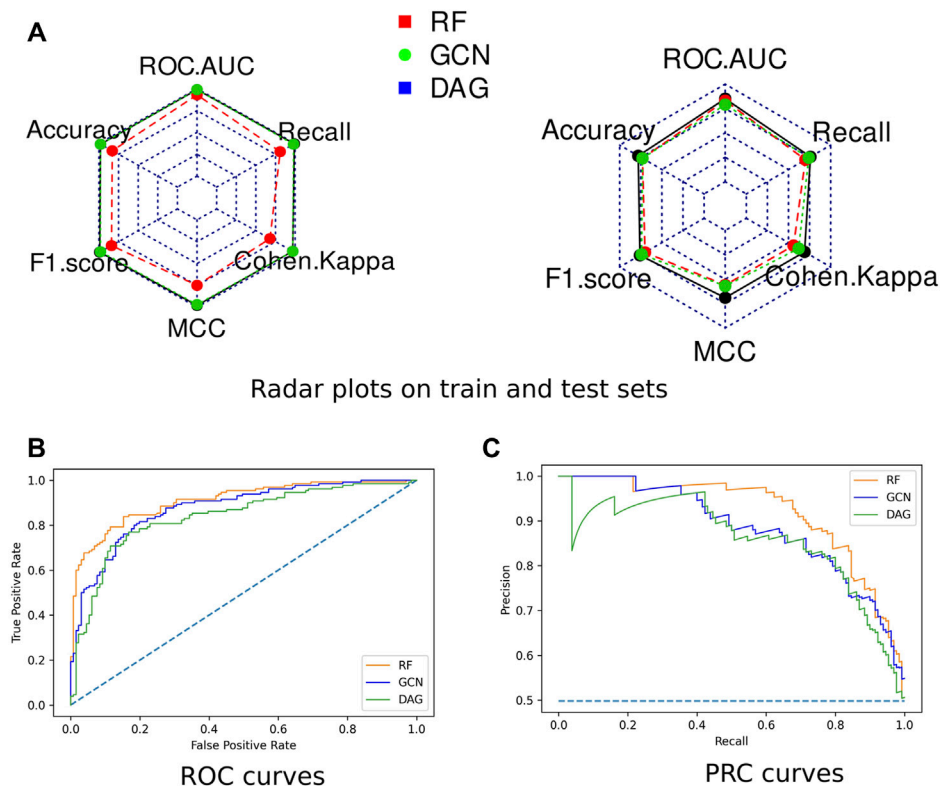 A
RF
GCN
DAG
ROC.AUC
Accuracy
Recall
F1.score
Cohen.Kappa
MCC
ROC.AUC
Accuracy
Recall
F1.score
Cohen.Kappa
MCC
Radar plots on train and test sets
B
1.0
0.8
0.6
0.4
0.2
0.0
True Positive Rate
RF
GCN
DAG
0.0
0.2
0.4
0.6
0.8
1.0
False Positive Rate
ROC curves
C
1.0
0.9
0.8
0.7
0.6
0.5
Precision
RF
GCN
DAG
0.0
0.2
0.4
0.6
0.8
1.0
Recall
PRC curves